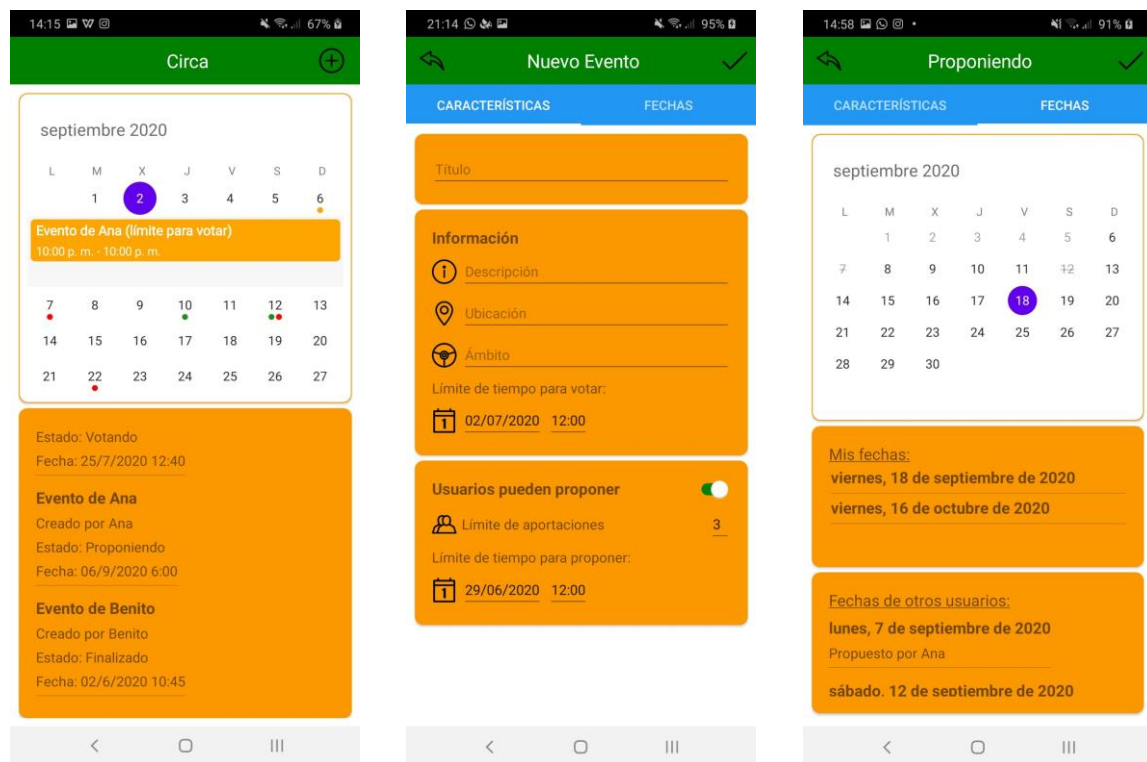 14:15 67%
Circa
septiembre 2020
L M X J V S D
1 2 3 4 5 6
Evento de Ana (límite para votar)
10:00 p. m. - 10:00 p. m.
7 8 9 10 11 12 13
14 15 16 17 18 19 20
21 22 23 24 25 26 27
Estado: Votando
Fecha: 25/7/2020 12:40
Evento de Ana
Creado por Ana
Estado: Proponiendo
Fecha: 06/9/2020 6:00
Evento de Benito
Creado por Benito
Estado: Finalizado
Fecha: 02/6/2020 10:45
21:14 95%
Nuevo Evento
CARACTERÍSTICAS FECHAS
Título
Información
Descripción
Ubicación
Ámbito
Límite de tiempo para votar:
1 02/07/2020 12:00
Usuarios pueden proponer
Límite de aportaciones 3
Límite de tiempo para proponer:
1 29/06/2020 12:00
14:58 91%
Proponiendo
CARACTERÍSTICAS FECHAS
septiembre 2020
L M X J V S D
1 2 3 4 5 6
7 8 9 10 11 12 13
14 15 16 17 18 19 20
21 22 23 24 25 26 27
28 29 30
Mis fechas:
viernes, 18 de septiembre de 2020
viernes, 16 de octubre de 2020
Fechas de otros usuarios:
lunes, 7 de septiembre de 2020
Propuesto por Ana
sábado, 12 de septiembre de 2020